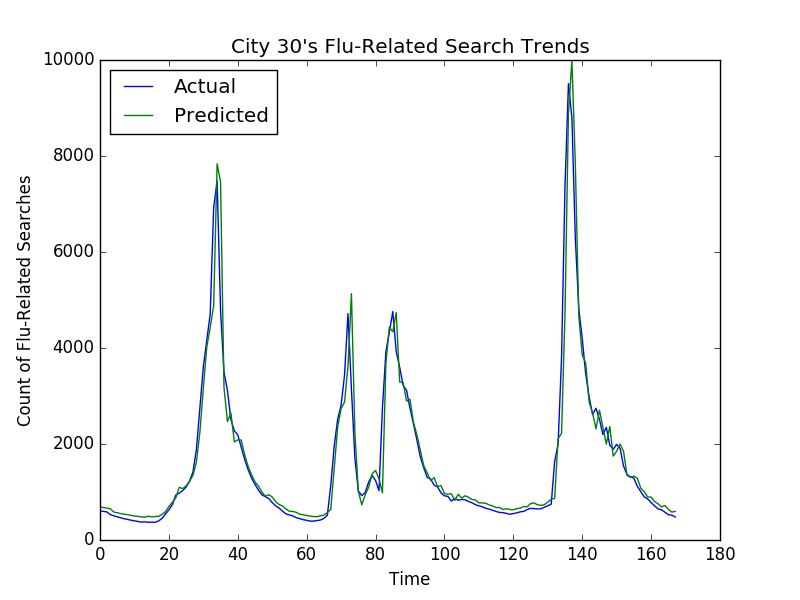 City 30's Flu-Related Search Trends
10000
8000
6000
4000
2000
0
Count of Flu-Related Searches
Actual
Predicted
0 20 40 60 80 100 120 140 160 180
Time